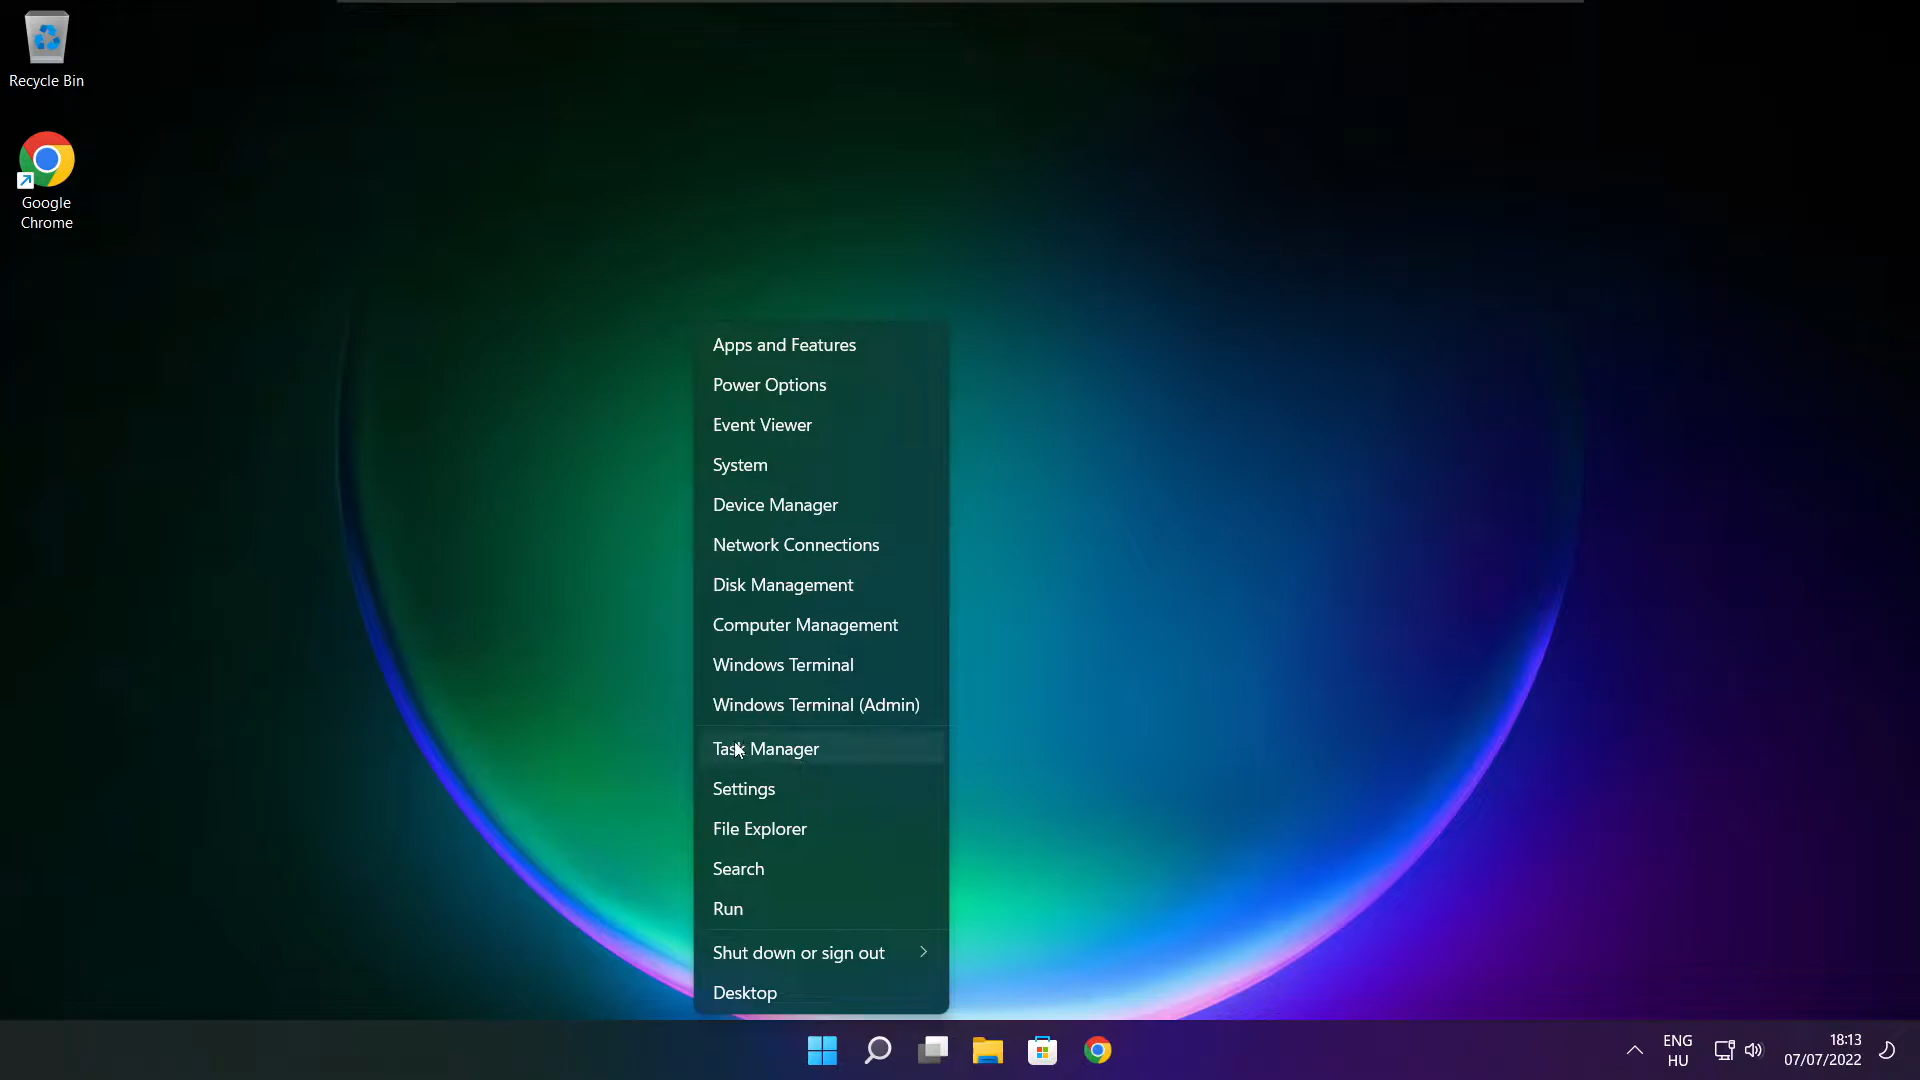 Recycle Bin
Google
Chrome
Apps and Features
Power Options
Event Viewer
System
Device Manager
Network Connections
Disk Management
Computer Management
Windows Terminal
Windows Terminal (Admin)
Task Manager
Settings
File Explorer
Search
Run
Shut down or sign out
Desktop
ENG
HU
18:13
07/07/2022